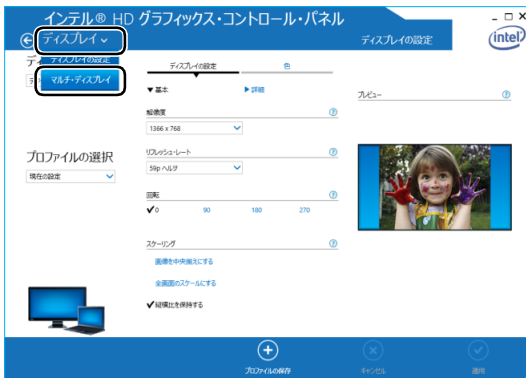 インテル® HD グラフィックス・コントロール・パネル
ディスプレイ
ディスプレイの設定
intel
ディスプレイの設定
マルチ・ディスプレイ
プロファイルの選択
現在の設定
ディスプレイの設定
色
▼ 基本
▶ 詳細
解像度
1366 x 768
リフレッシュ・レート
59p ヘルツ
回転
✔0
90
180
270
スケーリング
画像を中央揃えにする
全画面のスケールにする
✔縦横比を保持する
プレビュー
プロファイルの保存
キャンセル
適用